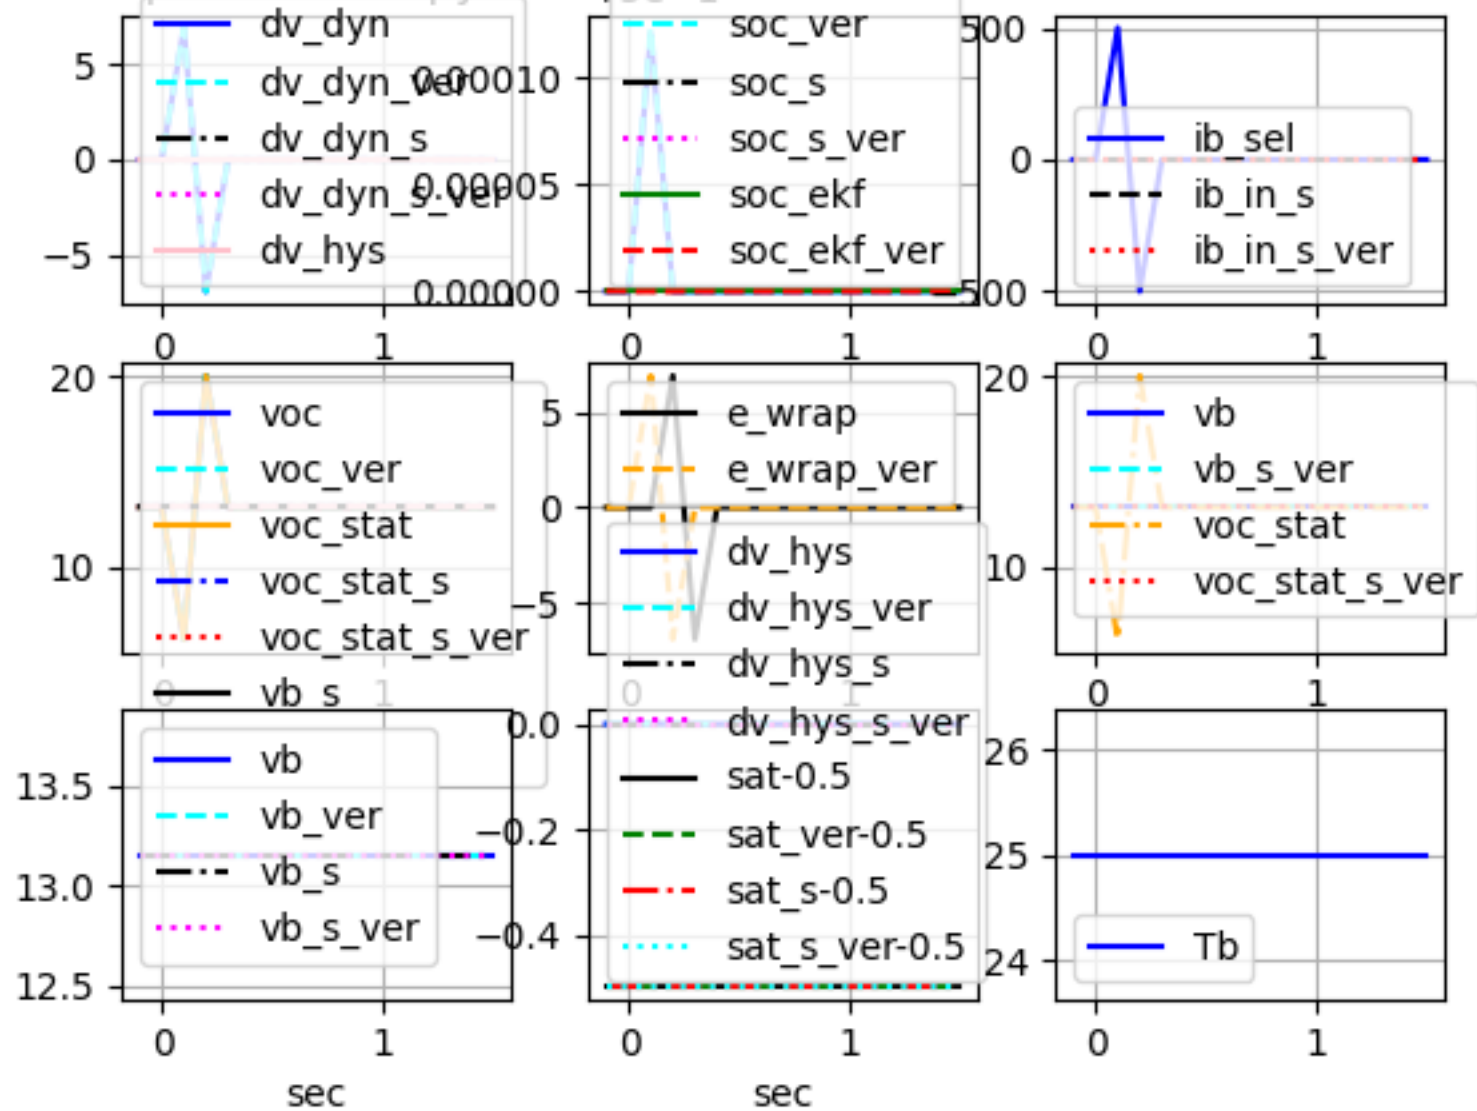 dv_dyn
dv_dyn_ver
dv_dyn_s
dv_dyn_s_ver
dv_hys
5
0
−5
0
1
soc_ver
soc_s
soc_s_ver
soc_ekf
soc_ekf_ver
0.00010
0.00005
0.00000
0
1
ib_sel
ib_in_s
ib_in_s_ver
500
0
500
0
1
voc
voc_ver
voc_stat
voc_stat_s
voc_stat_s_ver
vb_s
20
10
0
1
e_wrap
e_wrap_ver
5
0
−5
0
1
vb
vb_s_ver
voc_stat
voc_stat_s_ver
20
10
0
1
vb
vb_ver
vb_s
vb_s_ver
13.5
13.0
12.5
0
1
sec
dv_hys
dv_hys_ver
dv_hys_s
dv_hys_s_ver
sat-0.5
sat_ver-0.5
sat_s-0.5
sat_s_ver-0.5
0.0
−0.2
−0.4
0
1
sec
Tb
26
25
24
0
1